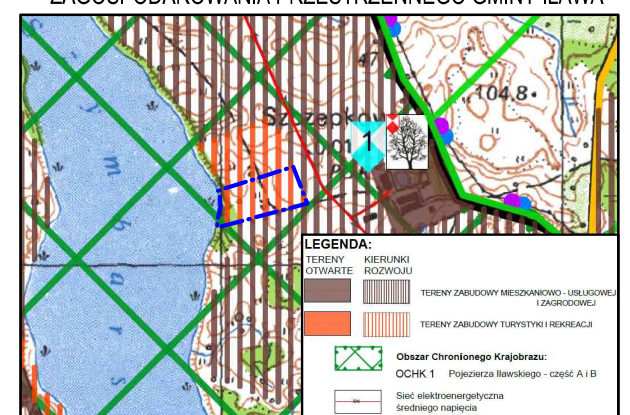 ZAGOSPODAROWANIA PRZESTRZENNEGO GMINY IŁAWA
47
104.8
1
LEGENDA:
TERENY OTWARTE
KIERUNKI ROZWOJU
TERENY ZABUDOWY MIESZKANIOWO - USŁUGOWEJ
I ZAGRODOWEJ
TERENY ZABUDOWY TURYSTYKI I REKREACJI
Obszar Chronionego Krajobrazu:
OCHK 1 Pojezierza Iławskiego - część A i B
Sieć elektroenergetyczna
średniego napięcia